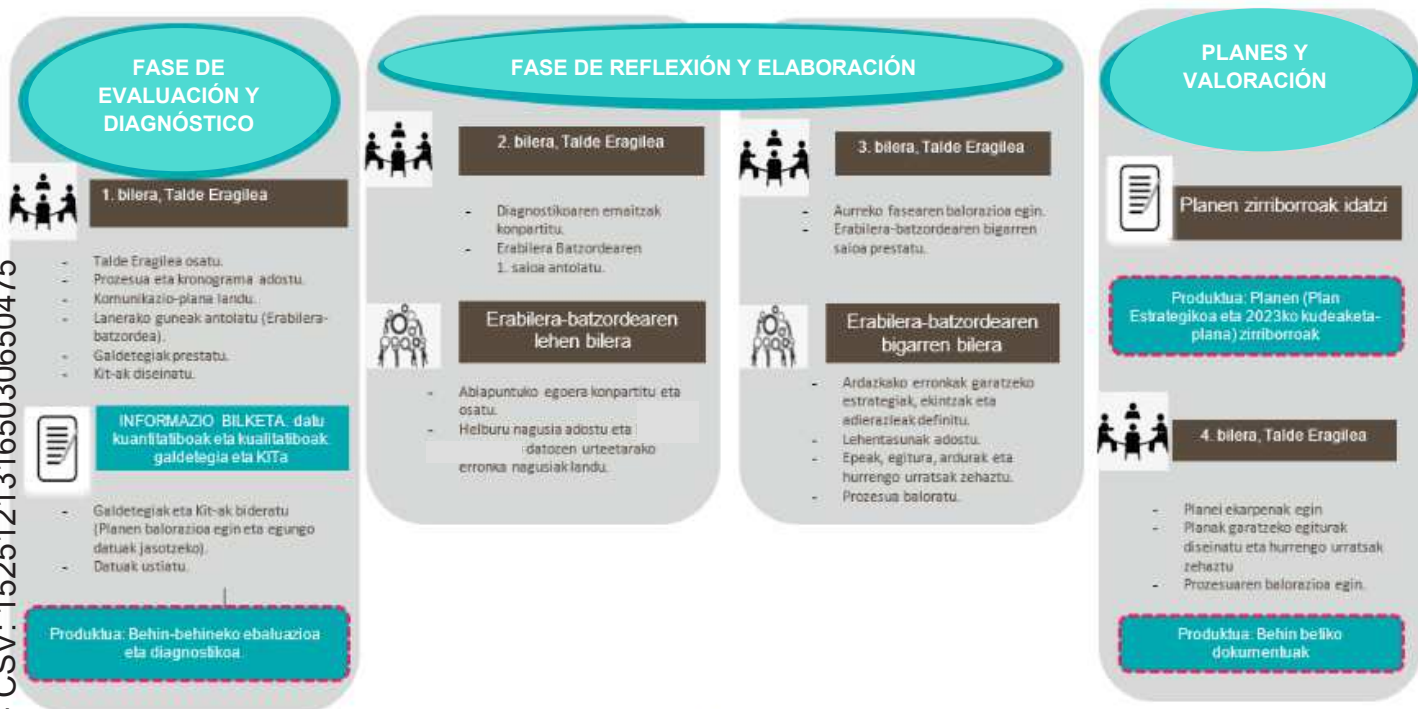 CSV: 15251213165030650475
FASE DE
EVALUACIÓN Y
DIAGNÓSTICO
1. bilera, Talde Eragilea
- Talde Eragilea osatu.
- Prozesua eta kronograma adostu.
- Komunikazio-plana landu.
- Lanerako guneak antolatu (Erabilera-
batzordea).
- Galdetegiak prestatu.
- Kit-ak diseinatu.
INFORMAZIO BILKETA: datu
kuantitatiboak eta kualitatiboak:
galdetegia eta KITa
- Galdetegiak eta Kit-ak bideratu
(Planen balorazioa egin eta egungo
datuak jasotzeko).
- Datuak ustiatu.
Produktua: Behin-behineko ebaluazioa
eta diagnostikoa
FASE DE REFLEXIÓN Y ELABORACIÓN
2. bilera, Talde Eragilea
- Diagnostikoaren emaitzak
konpartitu.
- Erabilera Batzordearen
1. saioa antolatu.
Erabilera-batzordearen
lehen bilera
- Abiapuntuko egoera konpartitu eta
osatu.
- Helburu nagusia adostu eta
datozen urteetarako
erronka nagusiak landu.
3. bilera, Talde Eragilea
- Aurreko fasearen balorazioa egin.
- Erabilera-batzordearen bigarren
saioa prestatu.
Erabilera-batzordearen
bigarren bilera
- Ardazkako erronkak garatzeko
estrategiak, ekintzak eta
adierazleak definitu.
- Lehentasunak adostu.
- Epeak, egitura, ardurak eta
hurrengo urratsak zehaztu.
- Prozesua baloratu.
PLANES Y
VALORACIÓN
Planen zirriborroak idatzi
Produktua: Planen (Plan
Estrategikoa eta 2023ko kudeaketa-
plana) zirriborroak
4. bilera, Talde Eragilea
- Planei ekarpenak egin
- Planak garatzeko egiturak
diseinatu eta hurrengo urratsak
zehaztu
- Prozesuaren balorazioa egin.
Produktua: Behin betiko
dokumentuak